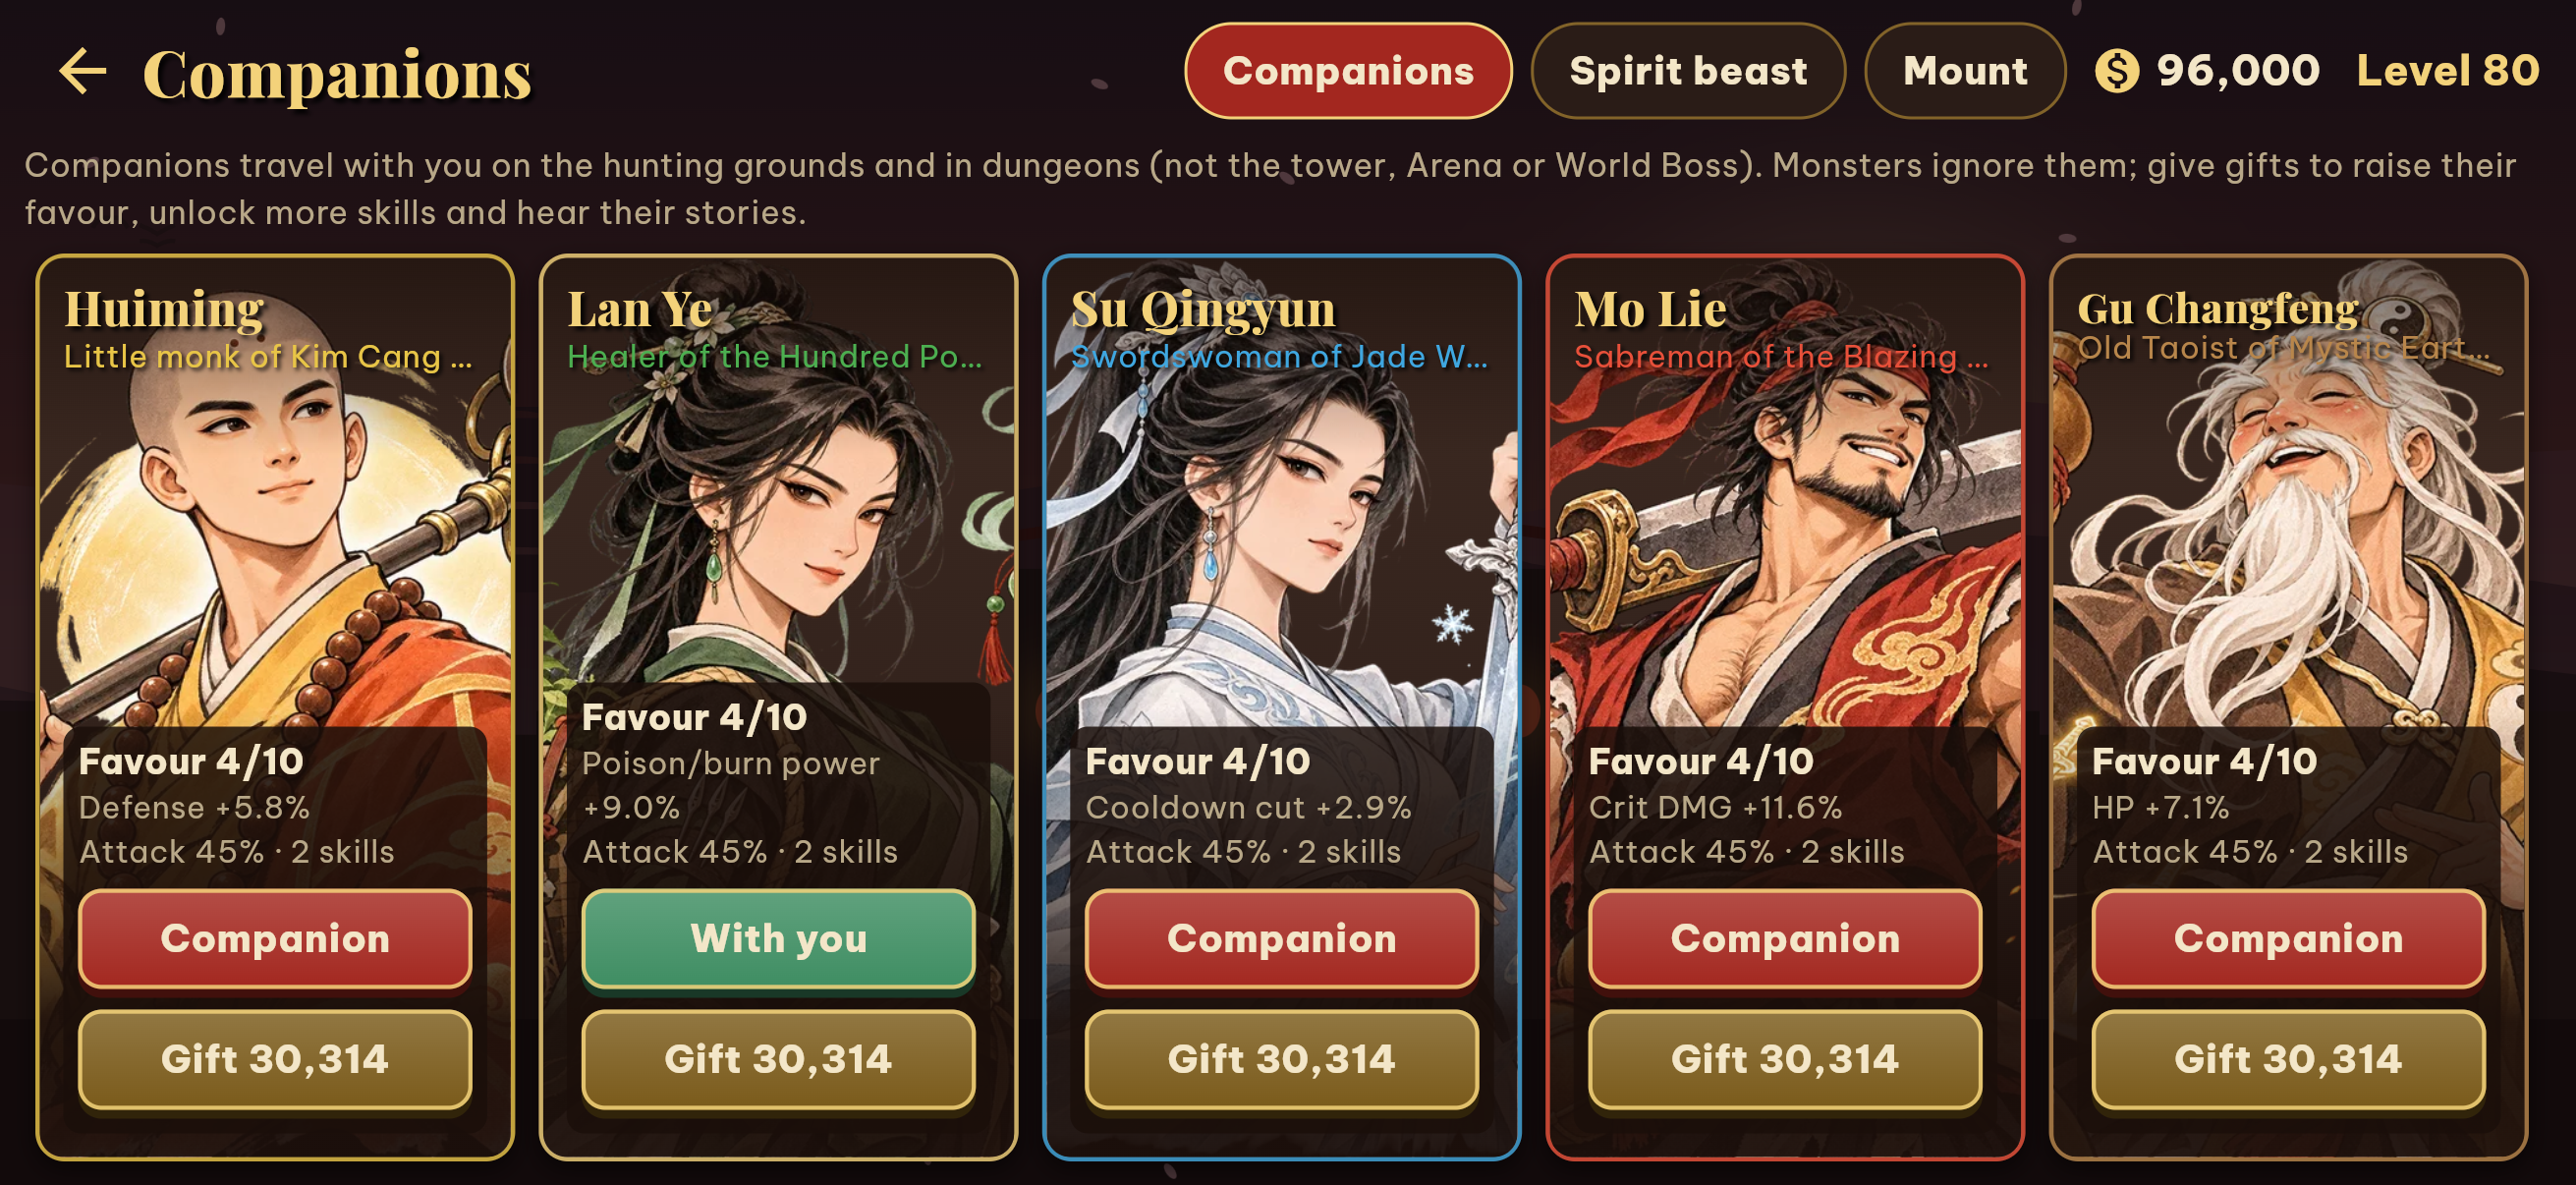 Companions
Companions
Spirit beast
Mount
96,000
Level 80
Companions travel with you on the hunting grounds and in dungeons (not the tower, Arena or World Boss). Monsters ignore them; give gifts to raise their
favour, unlock more skills and hear their stories.
Huiming
Little monk of Kim Cang ...
Favour 4/10
Defense +5.8%
Attack 45% · 2 skills
Companion
Gift 30,314
Lan Ye
Healer of the Hundred Po...
Favour 4/10
Poison/burn power
+9.0%
Attack 45% · 2 skills
With you
Gift 30,314
Su Qingyun
Swordswoman of Jade W...
Favour 4/10
Cooldown cut +2.9%
Attack 45% · 2 skills
Companion
Gift 30,314
Mo Lie
Sabreman of the Blazing ...
Favour 4/10
Crit DMG +11.6%
Attack 45% · 2 skills
Companion
Gift 30,314
Gu Changfeng
Old Taoist of Mystic Eart...
Favour 4/10
HP +7.1%
Attack 45% · 2 skills
Companion
Gift 30,314